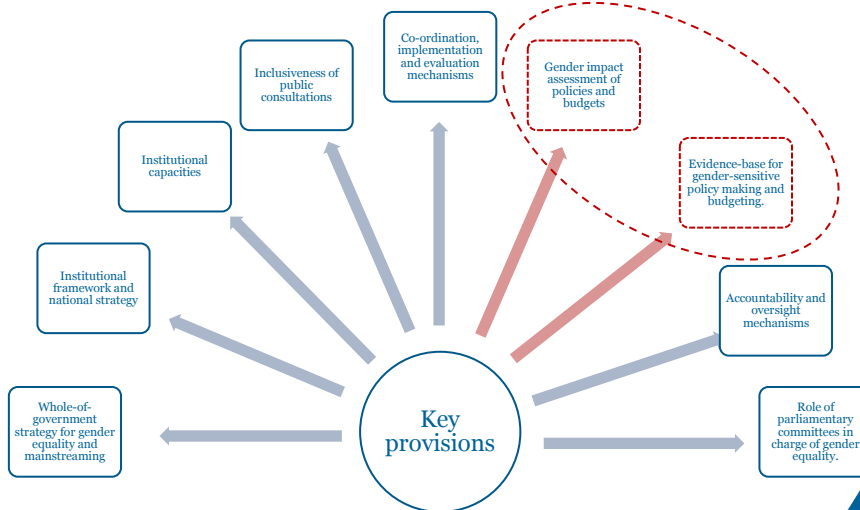 Co-ordination,
implementation
and evaluation
mechanisms
Inclusiveness of
public
consultations
Gender impact
assessment of
policies and
budgets
Institutional
capacities
Evidence-base for
gender-sensitive
policy making and
budgeting.
Institutional
framework and
national strategy
Accountability and
oversight
mechanisms
Whole-of-
government
strategy for gender
equality and
mainstreaming
Key
provisions
Role of
parliamentary
committees in
charge of gender
equality.